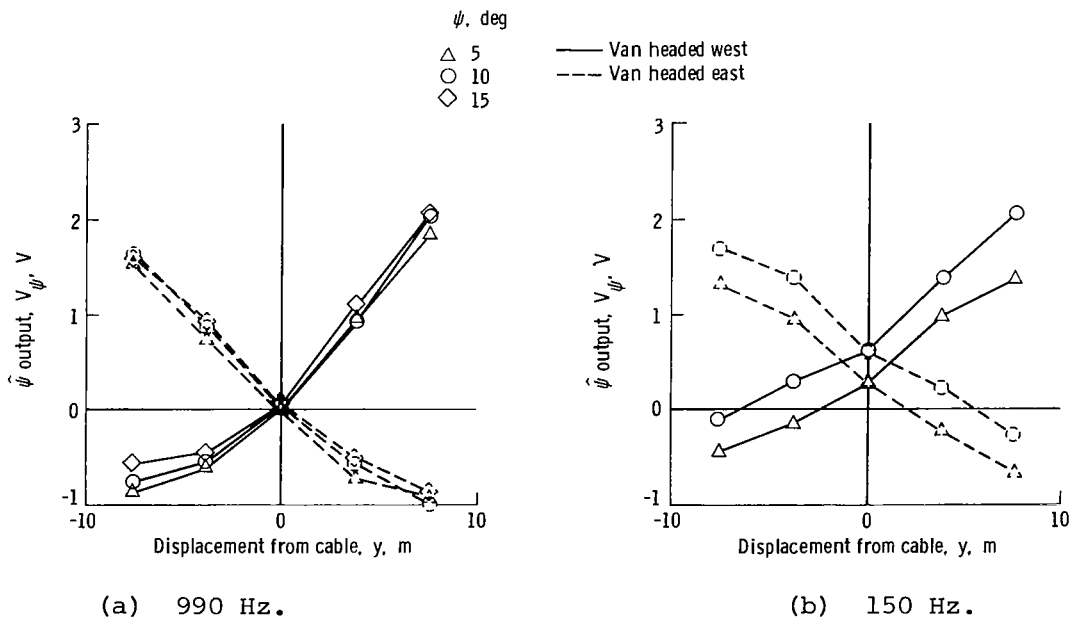 ψ, deg
5
10
15
Van headed west
Van headed east
3
2
1
0
-1
-10
0
10
ψ̂ output, V_ψ, V
Displacement from cable, y, m
(a) 990 Hz.
3
2
1
0
-1
-10
0
10
ψ̂ output, V_ψ, V
Displacement from cable, y, m
(b) 150 Hz.